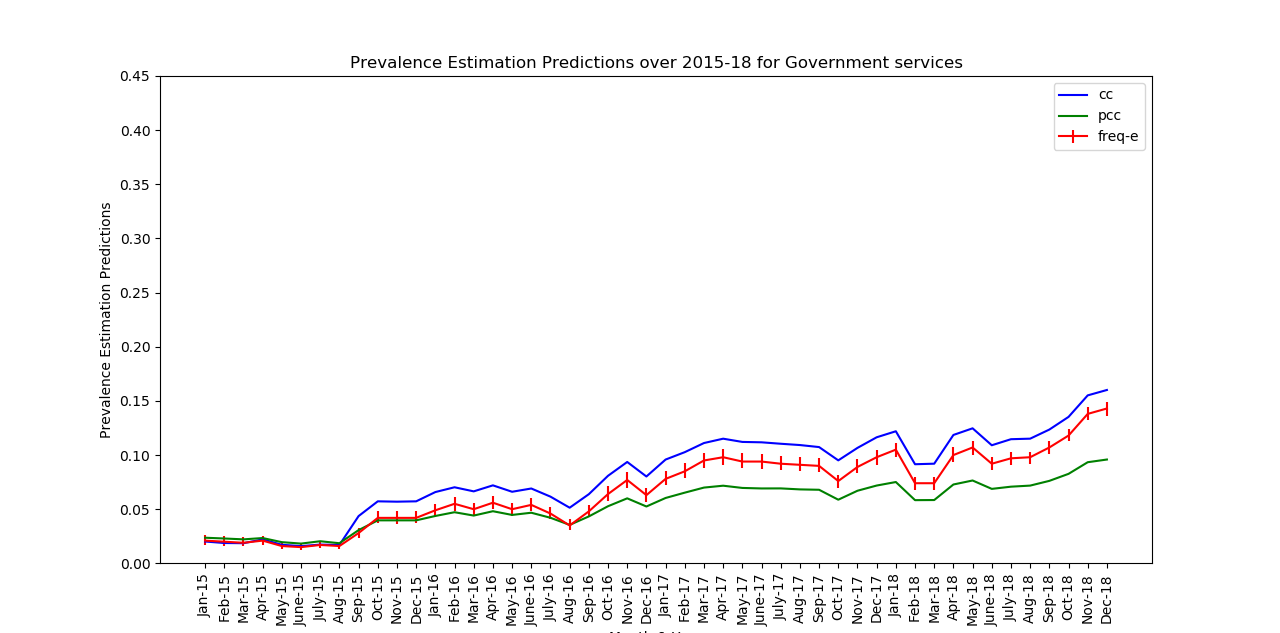 Prevalence Estimation Predictions over 2015-18 for Government services
Prevalence Estimation Predictions
0.45
0.40
0.35
0.30
0.25
0.20
0.15
0.10
0.05
0.00
cc
pcc
freq-e
Jan-15
Feb-15
Mar-15
Apr-15
May-15
June-15
July-15
Aug-15
Sep-15
Oct-15
Nov-15
Dec-15
Jan-16
Feb-16
Mar-16
Apr-16
May-16
June-16
July-16
Aug-16
Sep-16
Oct-16
Nov-16
Dec-16
Jan-17
Feb-17
Mar-17
Apr-17
May-17
June-17
July-17
Aug-17
Sep-17
Oct-17
Nov-17
Dec-17
Jan-18
Feb-18
Mar-18
Apr-18
May-18
June-18
July-18
Aug-18
Sep-18
Oct-18
Nov-18
Dec-18